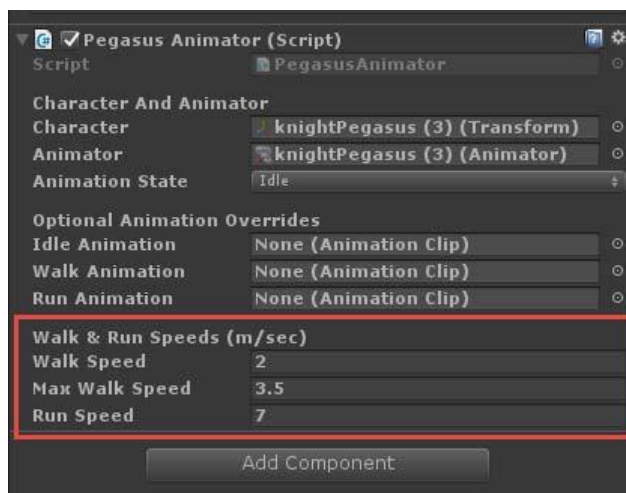 Pegasus Animator (Script)
Script PegasusAnimator
Character And Animator
Character knightPegasus (3) (Transform)
Animator knightPegasus (3) (Animator)
Animation State Idle
Optional Animation Overrides
Idle Animation None (Animation Clip)
Walk Animation None (Animation Clip)
Run Animation None (Animation Clip)
Walk & Run Speeds (m/sec)
Walk Speed 2
Max Walk Speed 3.5
Run Speed 7
Add Component